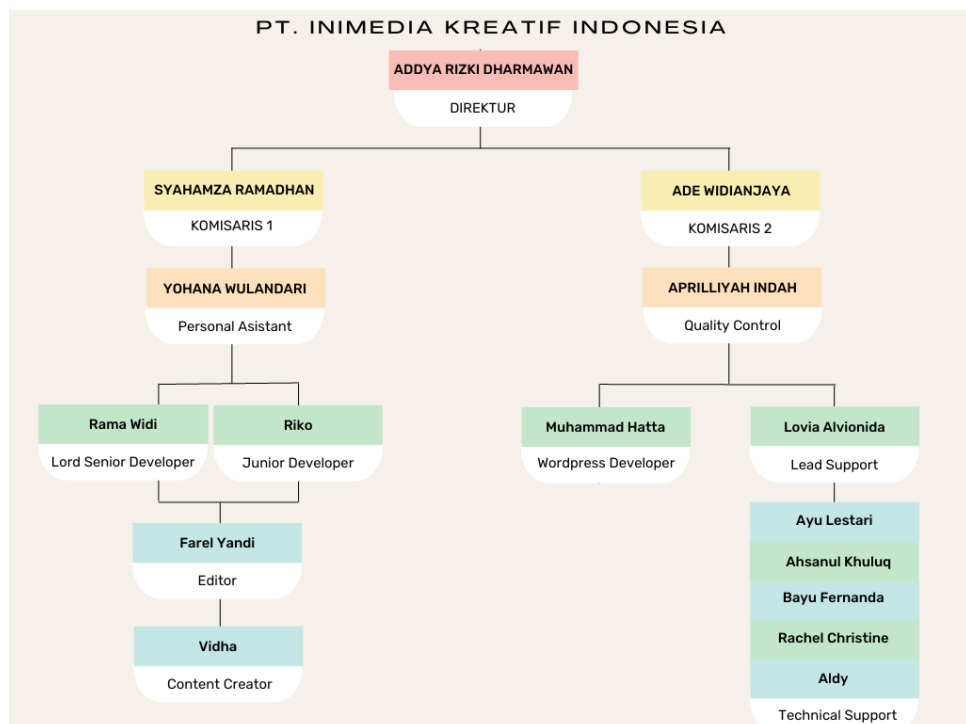 PT. INIMEDIA KREATIF INDONESIA
ADDYA RIZKI DHARMAWAN
DIREKTUR
SYAHAMZA RAMADHAN
KOMISARIS 1
ADE WIDIANJAYA
KOMISARIS 2
YOHANA WULANDARI
Personal Asistant
APRILLIYAH INDAH
Quality Control
Rama Widi
Lord Senior Developer
Riko
Junior Developer
Muhammad Hatta
Wordpress Developer
Lovia Alvionida
Lead Support
Farel Yandi
Editor
Vidha
Content Creator
Ayu Lestari
Ahsanul Khuluq
Bayu Fernanda
Rachel Christine
Aldy
Technical Support